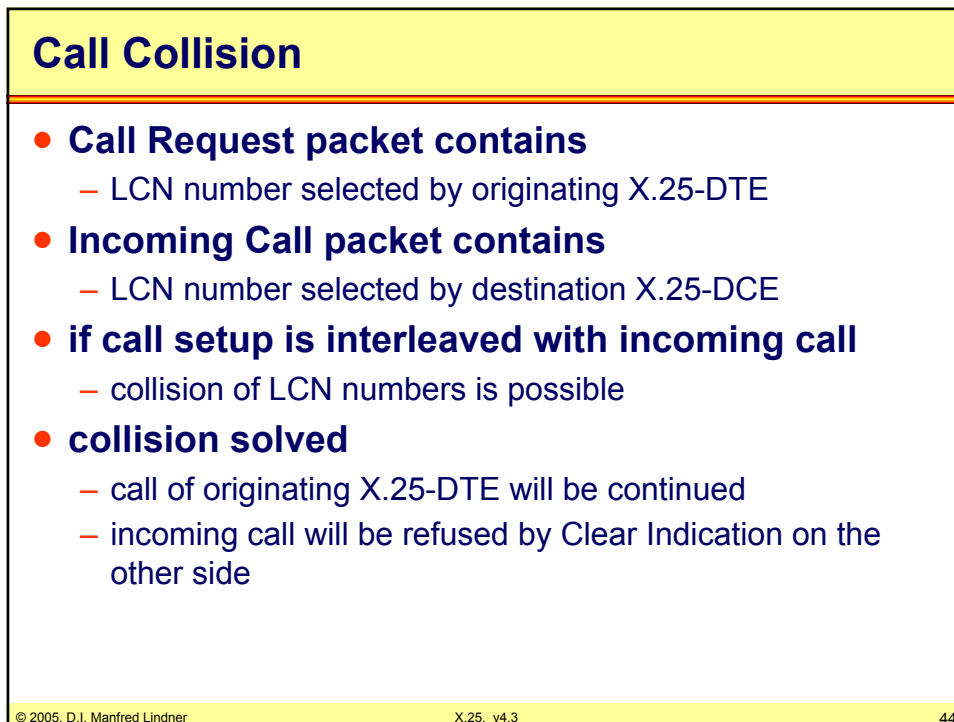 Call Collision
• Call Request packet contains
– LCN number selected by originating X.25-DTE
• Incoming Call packet contains
– LCN number selected by destination X.25-DCE
• if call setup is interleaved with incoming call
– collision of LCN numbers is possible
• collision solved
– call of originating X.25-DTE will be continued
– incoming call will be refused by Clear Indication on the
other side
© 2005, D.I. Manfred Lindner X.25, v4.3 44